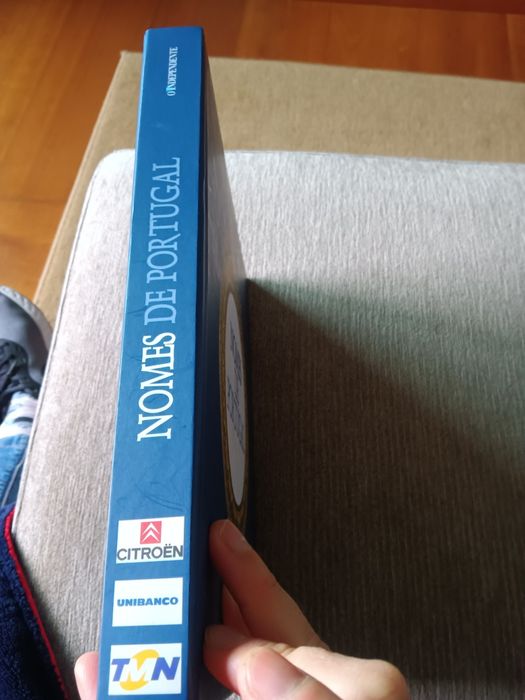 O INDEPENDENTE
NOMES DE PORTUGAL
CITROËN
UNIBANCO
TMN